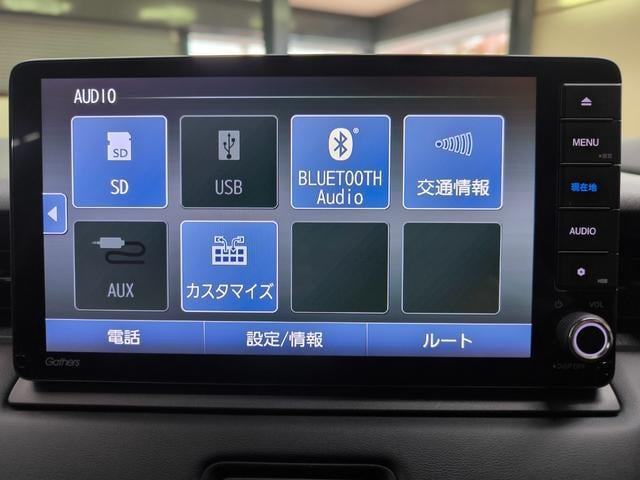 AUDIO
SD
SD
USB
BLUETOOTH
Audio
交通情報
AUX
カスタマイズ
電話
設定/情報
ルート
Gathers
MENU
現在地
AUDIO
VOL